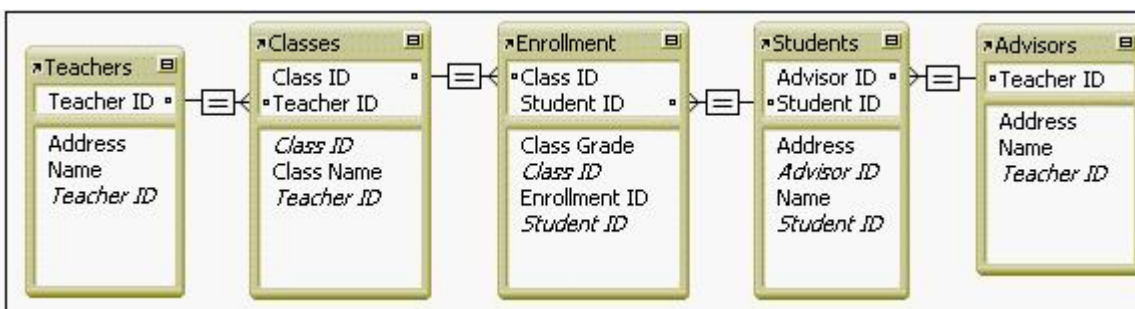 Teachers
Teacher ID
Address
Name
Teacher ID
Classes
Class ID
Teacher ID
Class ID
Class Name
Teacher ID
Enrollment
Class ID
Student ID
Class Grade
Class ID
Enrollment ID
Student ID
Students
Advisor ID
Student ID
Address
Advisor ID
Name
Student ID
Advisors
Teacher ID
Address
Name
Teacher ID